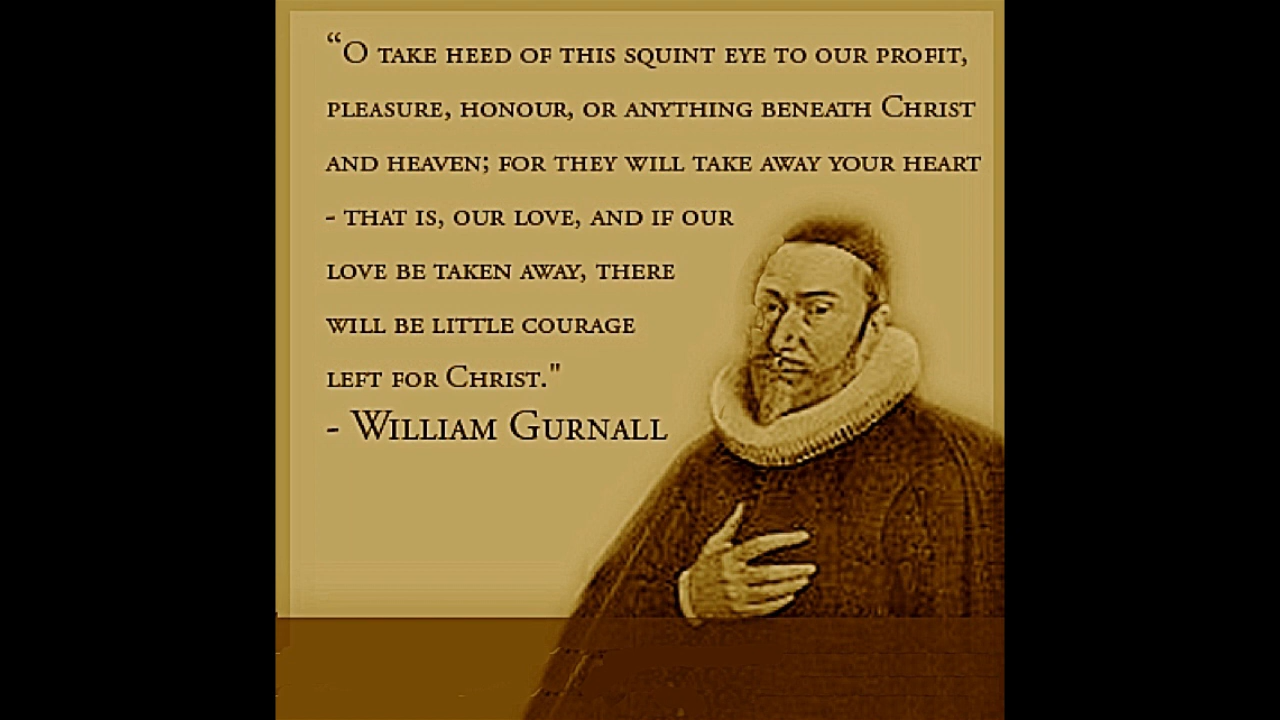 “O take heed of this squint eye to our profit,
pleasure, honour, or anything beneath Christ
and heaven; for they will take away your heart
- that is, our love, and if our
love be taken away, there
will be little courage
left for Christ."
- William Gurnall